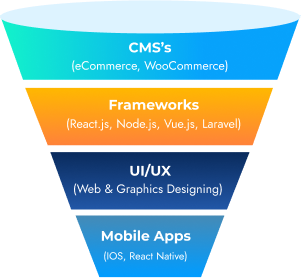 CMS's
(eCommerce, WooCommerce)
Frameworks
(React.js, Node.js, Vue.js, Laravel)
UI/UX
(Web & Graphics Designing)
Mobile Apps
(IOS, React Native)